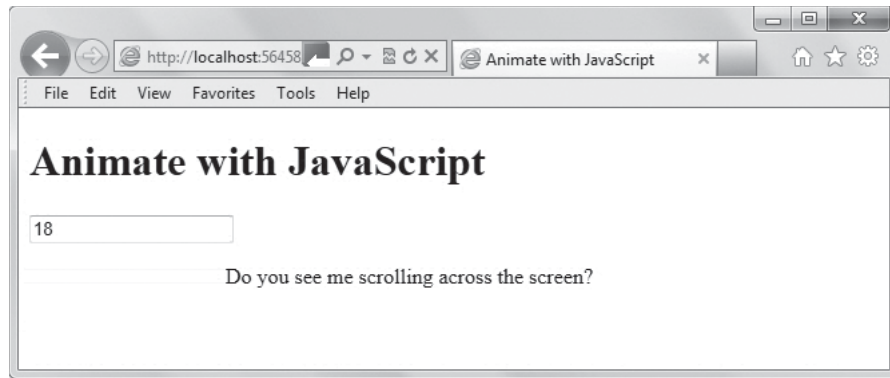 http://localhost:56458
Animate with JavaScript
File Edit View Favorites Tools Help
Animate with JavaScript
18
Do you see me scrolling across the screen?